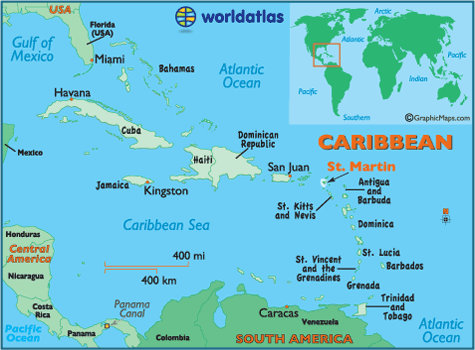 USA
worldatlas
Florida
(USA)
Gulf of
Mexico
Miami
Bahamas
Atlantic
Ocean
Arctic
Atlantic
Pacific
Indian
Pacific
Southern
©GraphicMaps.com
Havana
Cuba
Mexico
Dominican
Republic
Haiti
San Juan
CARIBBEAN
St. Martin
Jamaica
Kingston
Antigua
and
Barbuda
St. Kitts
and Nevis
Caribbean Sea
Dominica
Honduras
Central
America
Nicaragua
400 mi
400 km
St. Lucia
St. Vincent
and the
Grenadines
Barbados
Grenada
Costa
Rica
Panama
Canal
Caracas
Trinidad
and
Tobago
Pacific
Ocean
Panama
Colombia
Venezuela
SOUTH AMERICA
Atlantic
Ocean